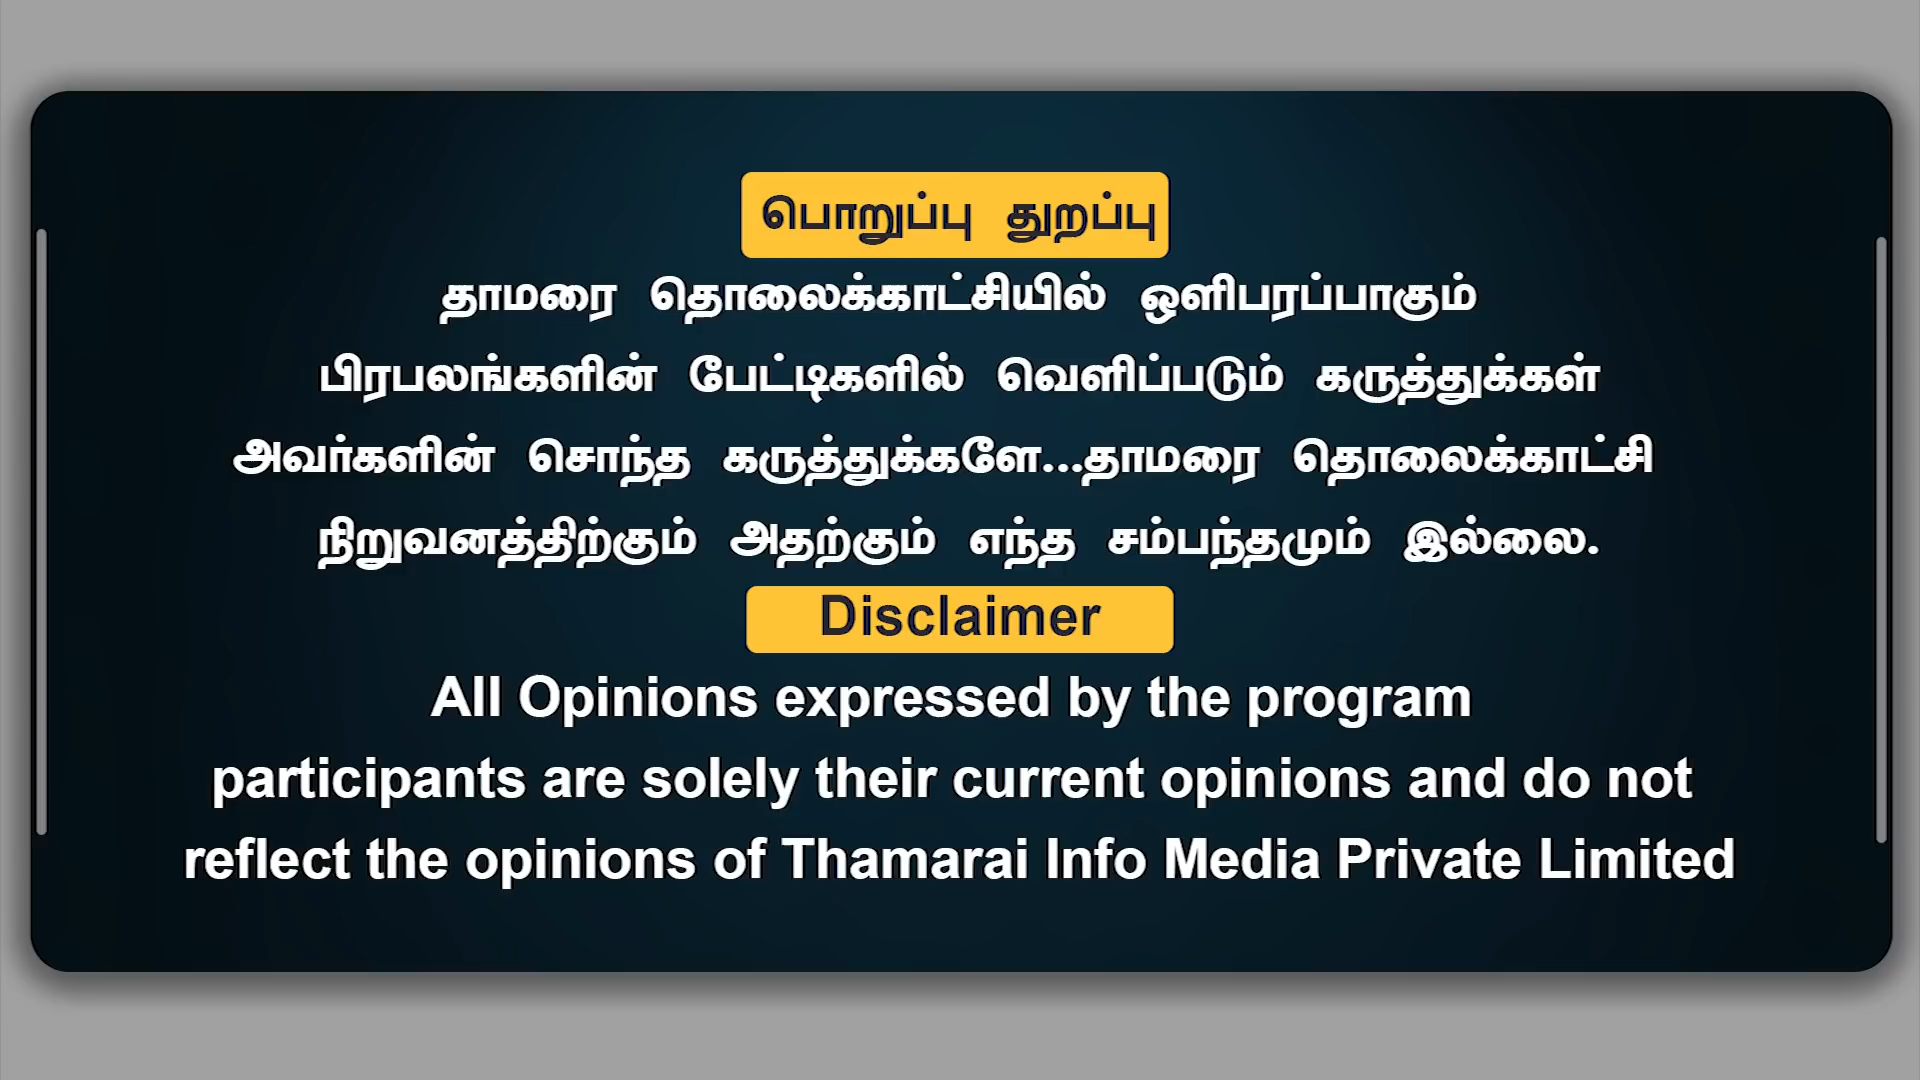 பொறுப்பு துறப்பு
தாமரை தொலைக்காட்சியில் ஒளிபரப்பாகும்
பிரபலங்களின் பேட்டிகளில் வெளிப்படும் கருத்துக்கள்
அவர்களின் சொந்த கருத்துக்களே...தாமரை தொலைக்காட்சி
நிறுவனத்திற்கும் அதற்கும் எந்த சம்பந்தமும் இல்லை.
Disclaimer
All Opinions expressed by the program
participants are solely their current opinions and do not
reflect the opinions of Thamarai Info Media Private Limited